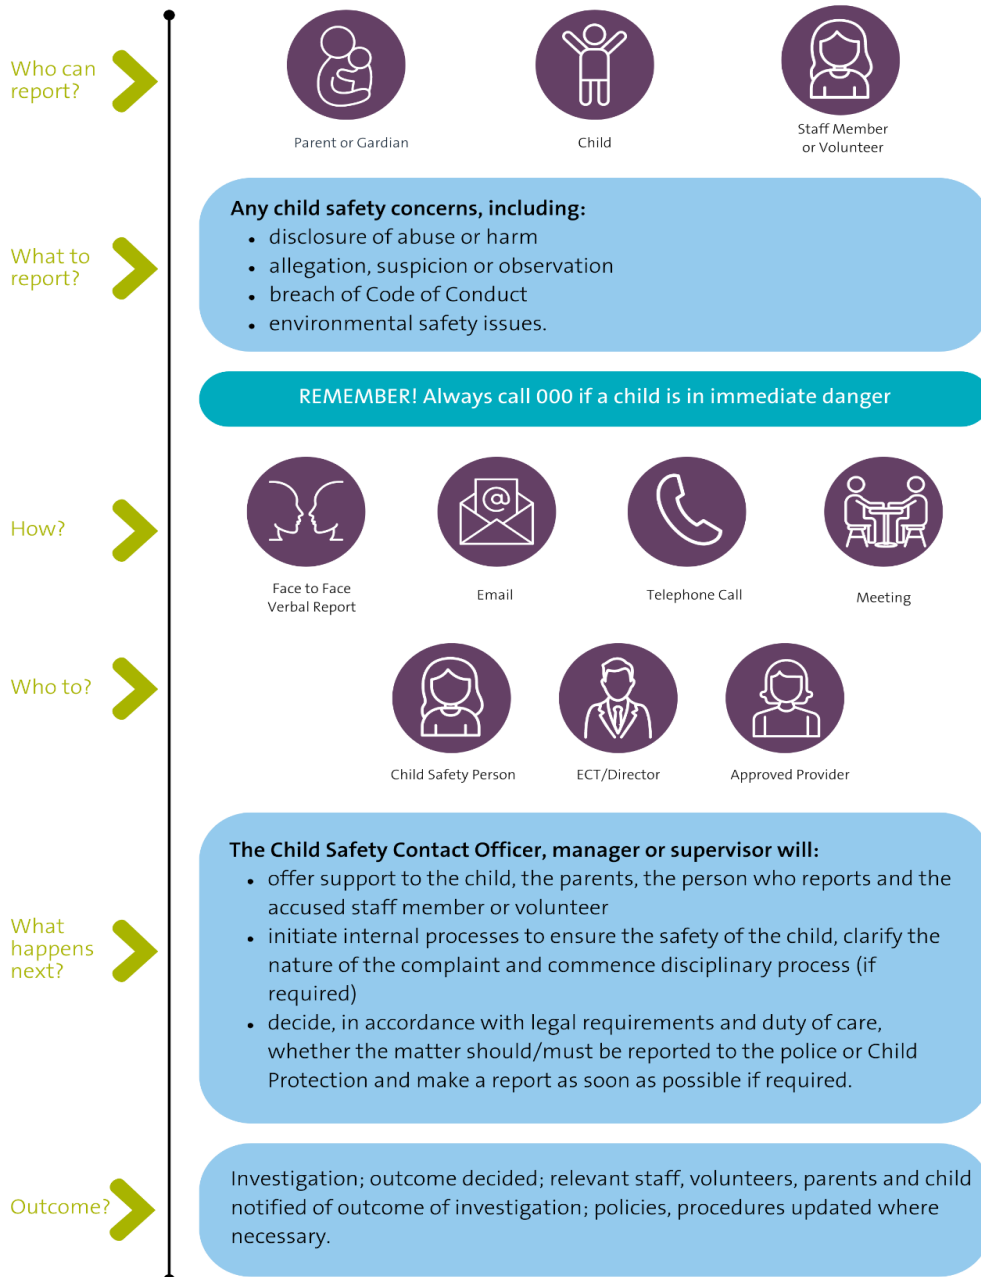 Who can
report?
Parent or Gardian
Child
Staff Member
or Volunteer
What to
report?
Any child safety concerns, including:
• disclosure of abuse or harm
• allegation, suspicion or observation
• breach of Code of Conduct
• environmental safety issues.
REMEMBER! Always call 000 if a child is in immediate danger
How?
@
Face to Face
Verbal Report
Email
Telephone Call
Meeting
Who to?
Child Safety Person
ECT/Director
Approved Provider
What
happens
next?
The Child Safety Contact Officer, manager or supervisor will:
• offer support to the child, the parents, the person who reports and the
accused staff member or volunteer
• initiate internal processes to ensure the safety of the child, clarify the
nature of the complaint and commence disciplinary process (if
required)
• decide, in accordance with legal requirements and duty of care,
whether the matter should/must be reported to the police or Child
Protection and make a report as soon as possible if required.
Outcome?
Investigation; outcome decided; relevant staff, volunteers, parents and child
notified of outcome of investigation; policies, procedures updated where
necessary.